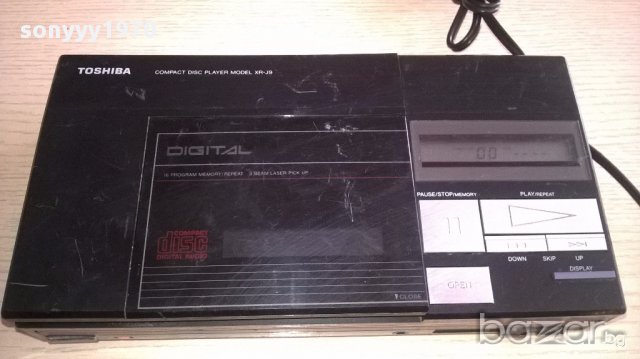 sonyyy1970
TOSHIBA COMPACT DISC PLAYER MODEL XR-J9
DIGITAL
16 PROGRAM MEMORY/REPEAT 3 BEAM LASER PICK UP
00
PAUSE/STOP/MEMORY PLAY/REPEAT
DOWN SKIP UP
DISPLAY
OPEN
COMPACT
disc
DIGITAL AUDIO
CLOSE
bazar.bg